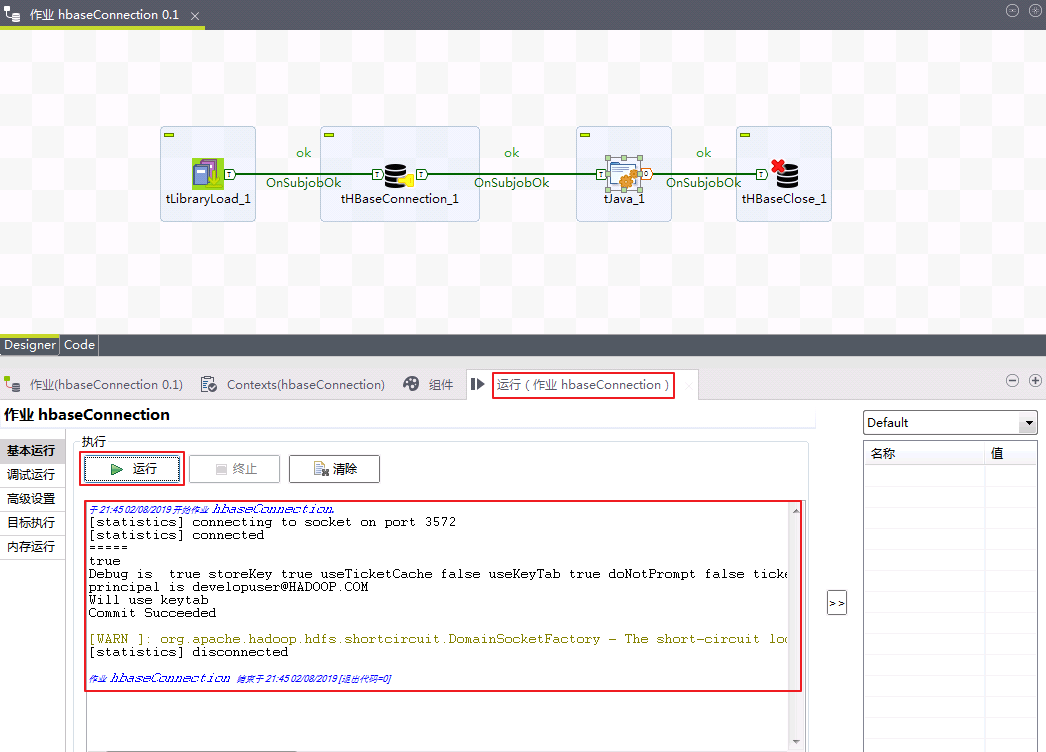 作业 hbaseConnection 0.1
ok
ok
ok
OnSubjobOk
OnSubjobOk
OnSubjobOk
tLibraryLoad_1
tHBaseConnection_1
tJava_1
tHBaseClose_1
Designer
Code
作业(hbaseConnection 0.1)
Contexts(hbaseConnection)
组件
运行 ( 作业 hbaseConnection )
作业 hbaseConnection
Default
基本运行
调试运行
高级设置
目标执行
内存运行
执行
运行
终止
清除
名称
值
于 21:45 02/08/2019 开始作业 hbaseConnection.
[statistics] connecting to socket on port 3572
[statistics] connected
=====
true
Debug is  true storeKey true useTicketCache false useKeyTab true doNotPrompt false ticke
principal is developuser@HADOOP.COM
Will use keytab
Commit Succeeded
[WARN ]: org.apache.hadoop.hdfs.shortcircuit.DomainSocketFactory - The short-circuit loc
[statistics] disconnected
作业 hbaseConnection 结束于 21:45 02/08/2019 [退出代码=0]
>>